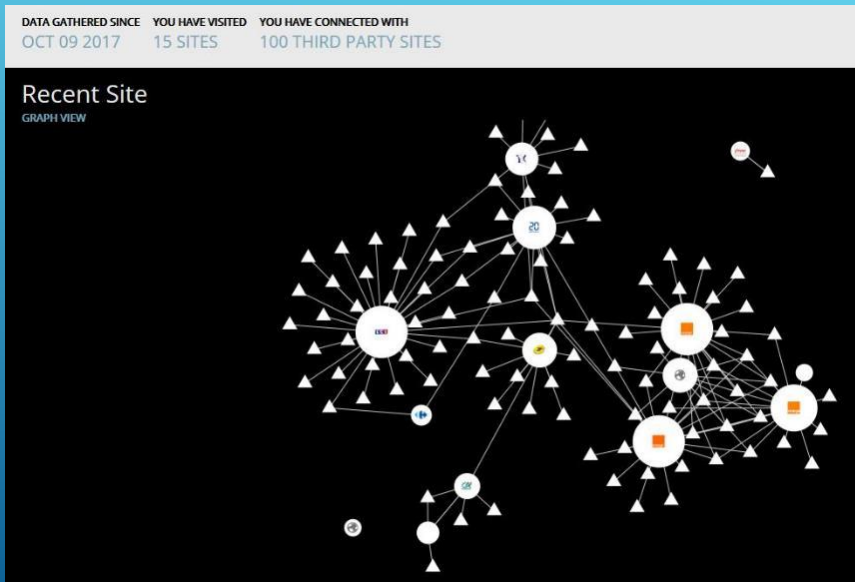 DATA GATHERED SINCE YOU HAVE VISITED YOU HAVE CONNECTED WITH
OCT 09 2017 15 SITES 100 THIRD PARTY SITES
Recent Site
GRAPH VIEW
20